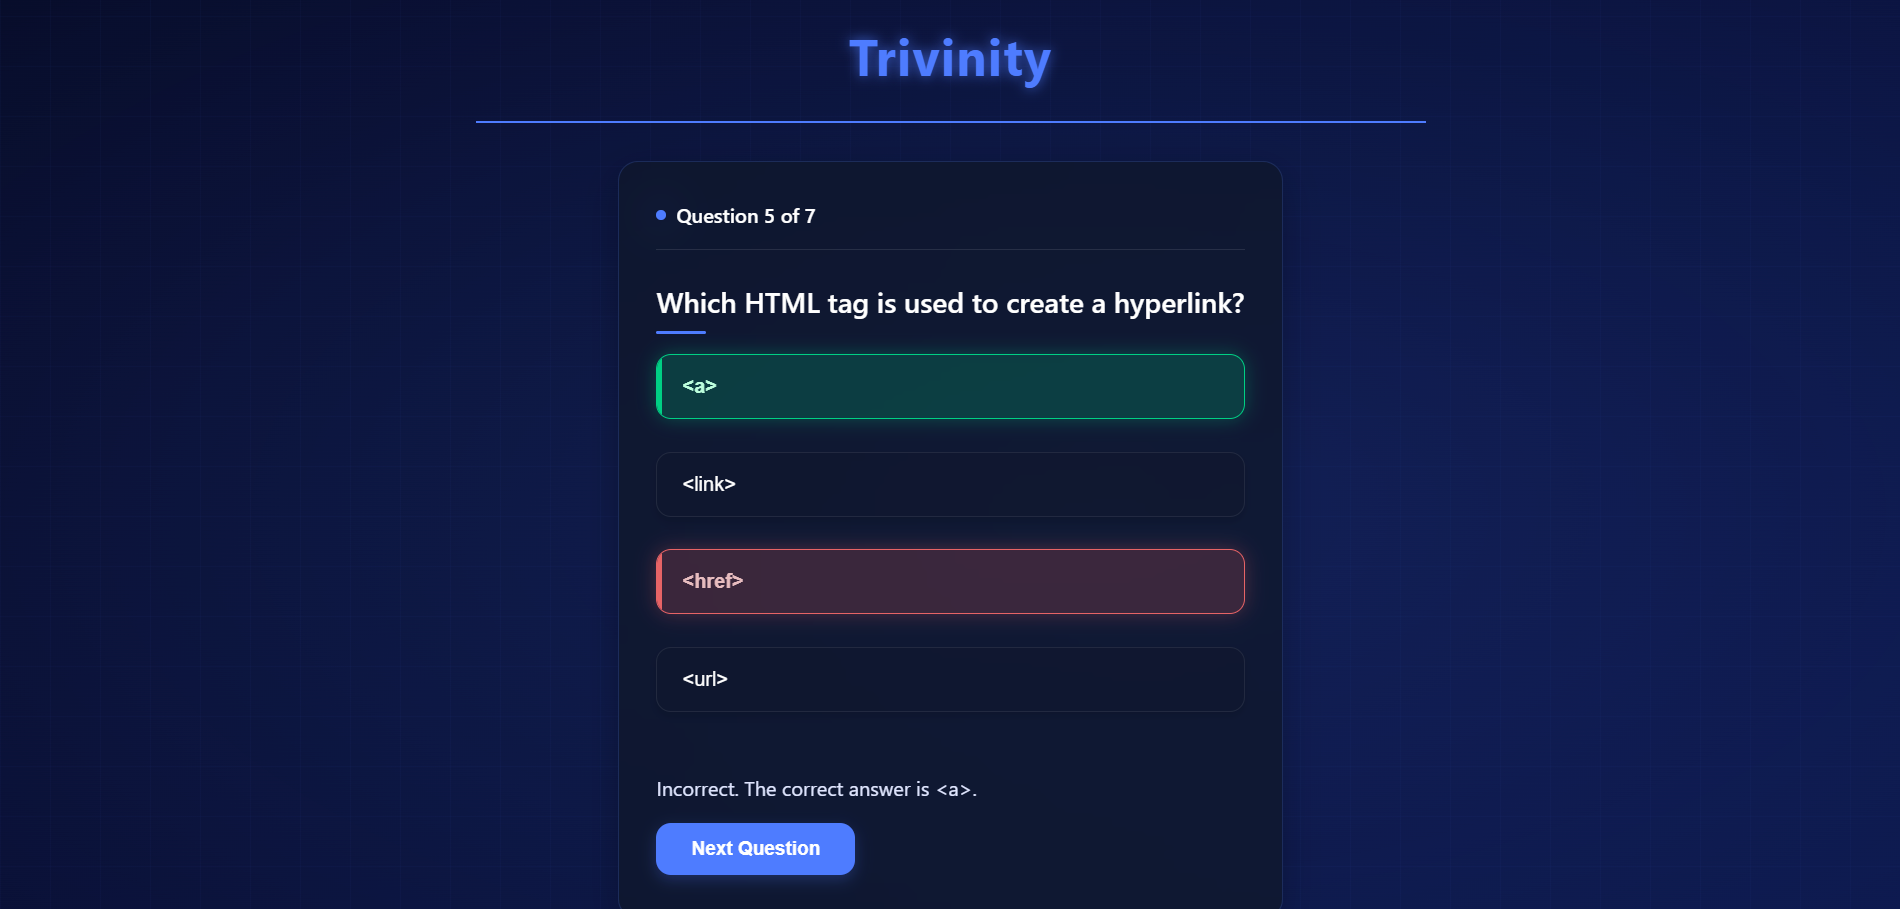 Trivinity
Question 5 of 7
Which HTML tag is used to create a hyperlink?
<a>
<link>
<href>
<url>
Incorrect. The correct answer is <a>.
Next Question